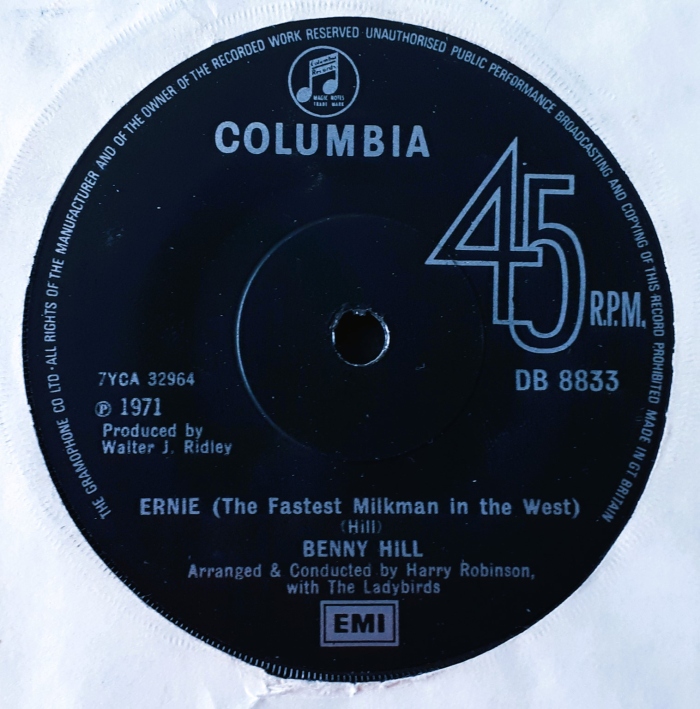 THE GRAMOPHONE CO LTD · ALL RIGHTS OF THE MANUFACTURER AND OF THE OWNER OF THE RECORDED WORK RESERVED UNAUTHORISED PUBLIC PERFORMANCE BROADCASTING AND COPYING OF THIS RECORD PROHIBITED MADE IN GT BRITAIN
Columbia
Records
MAGIC NOTES
TRADE MARK
COLUMBIA
45
R.P.M.
DB 8833
7YCA 32964
℗ 1971
Produced by
Walter J. Ridley
ERNIE (The Fastest Milkman in the West)
(Hill)
BENNY HILL
Arranged & Conducted by Harry Robinson,
with The Ladybirds
EMI